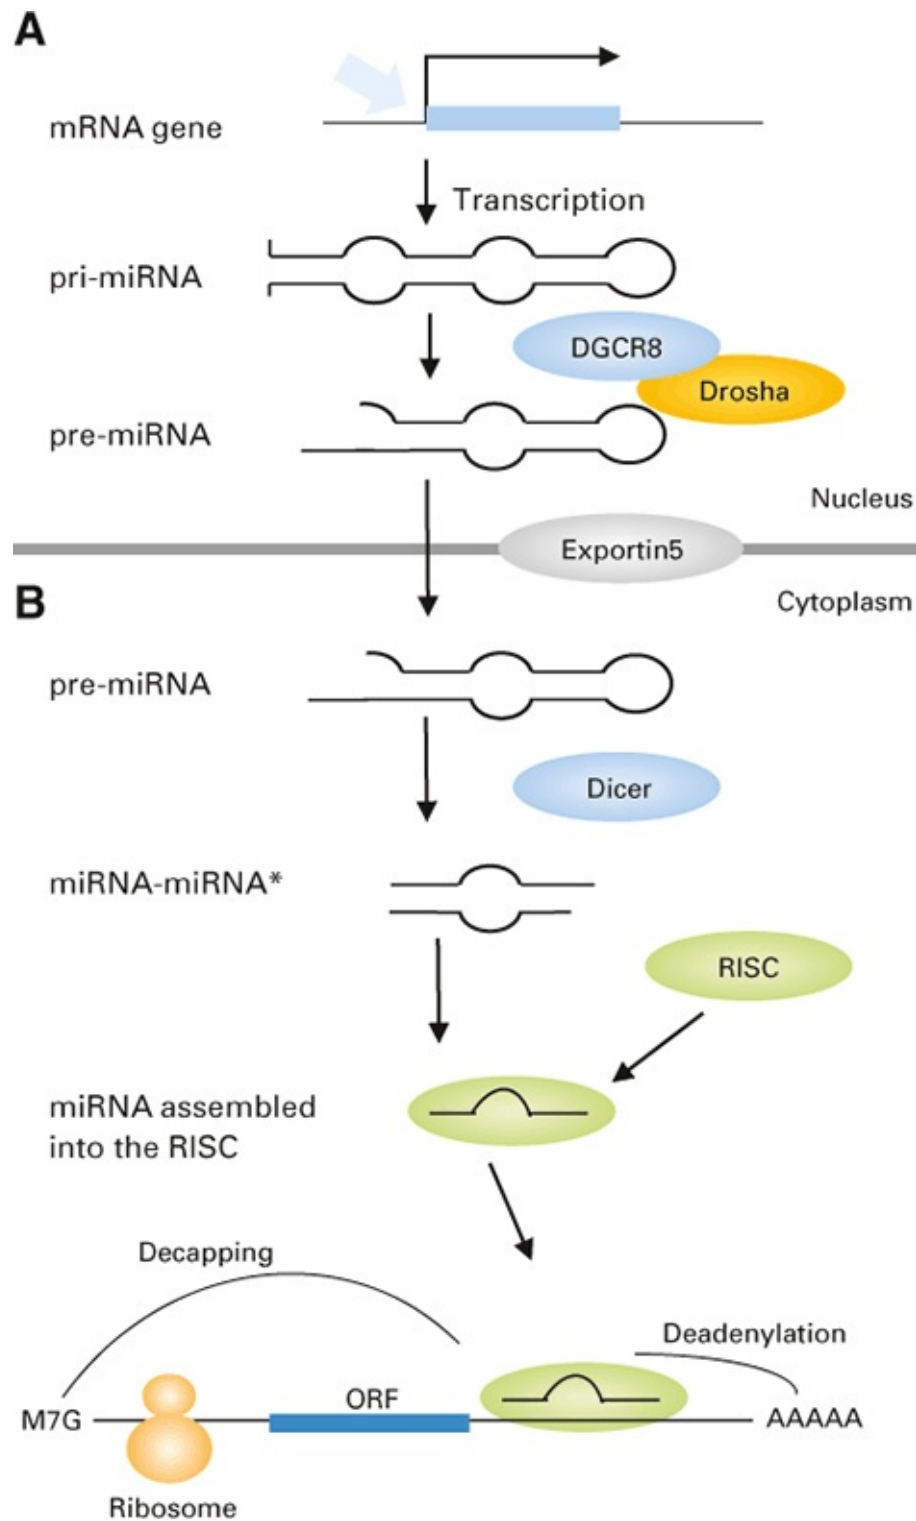 A
mRNA gene
Transcription
pri-miRNA
DGCR8
Drosha
pre-miRNA
Nucleus
Exportin5
B
Cytoplasm
pre-miRNA
Dicer
miRNA-miRNA*
RISC
miRNA assembled
into the RISC
Decapping
Deadenylation
ORF
M7G
AAAAA
Ribosome